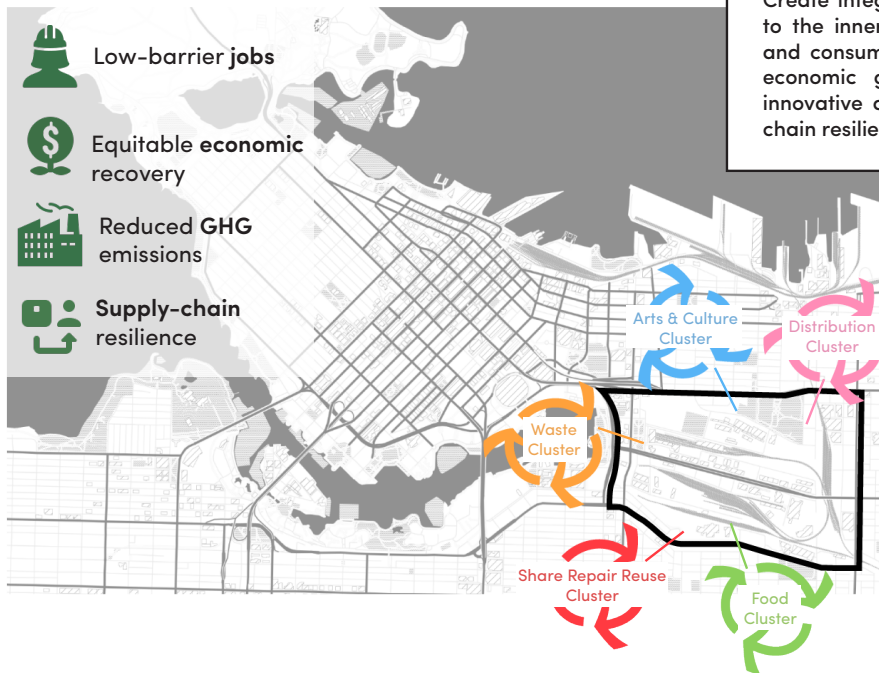 Low-barrier jobs
Equitable economic
recovery
Reduced GHG
emissions
Supply-chain
resilience
to the inner
and consum
economic g
innovative
chain resilie
Arts & Culture
Cluster
Distribution
Cluster
Waste
Cluster
Share Repair Reuse
Cluster
Food
Cluster